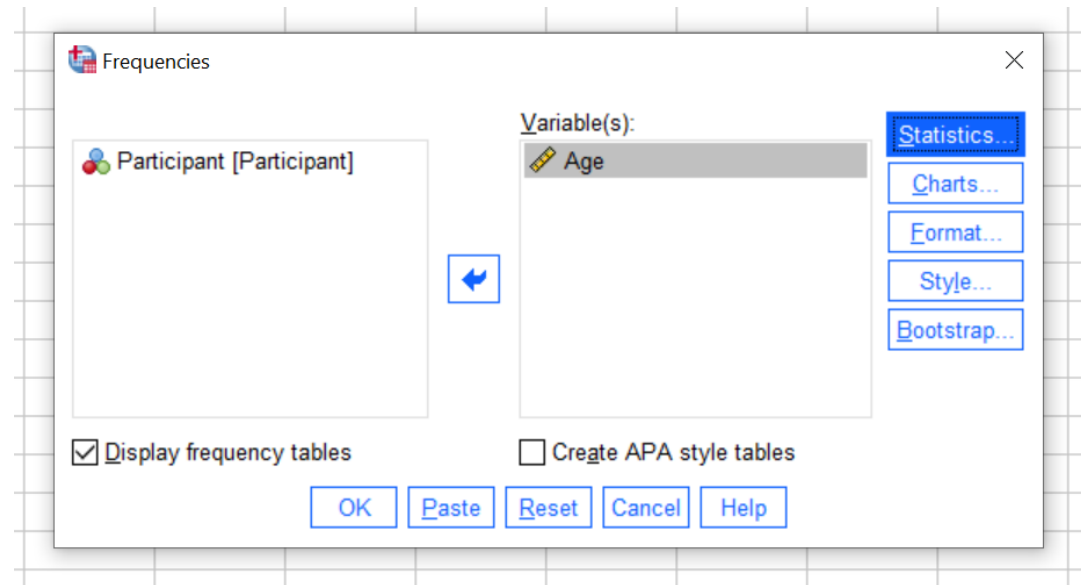 Frequencies
Variable(s):
Participant [Participant]
Age
Statistics...
Charts...
Format...
Style...
Bootstrap...
Display frequency tables
Create APA style tables
OK
Paste
Reset
Cancel
Help